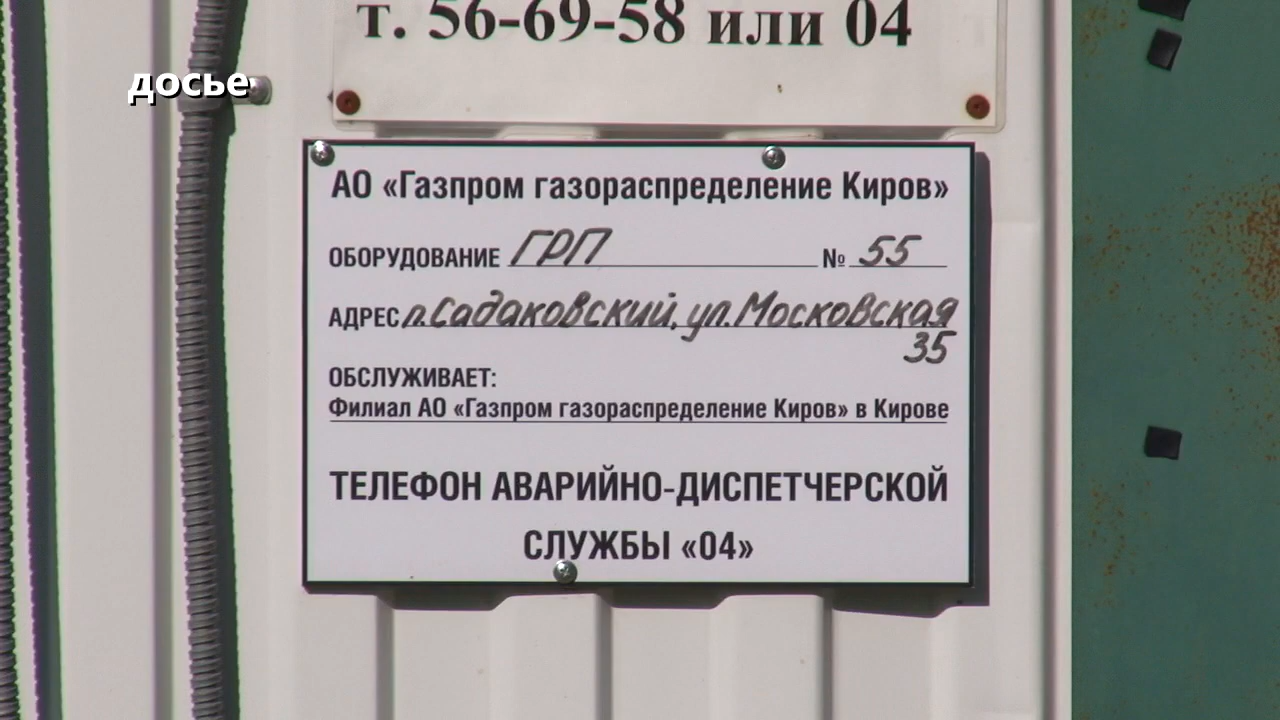 т. 56-69-58 или 04
досье
АО «Газпром газораспределение Киров»
ОБОРУДОВАНИЕ ГРП № 55
АДРЕС п.Садаковский, ул.Московская
35
ОБСЛУЖИВАЕТ:
Филиал АО «Газпром газораспределение Киров» в Кирове
ТЕЛЕФОН АВАРИЙНО-ДИСПЕТЧЕРСКОЙ
СЛУЖБЫ «04»